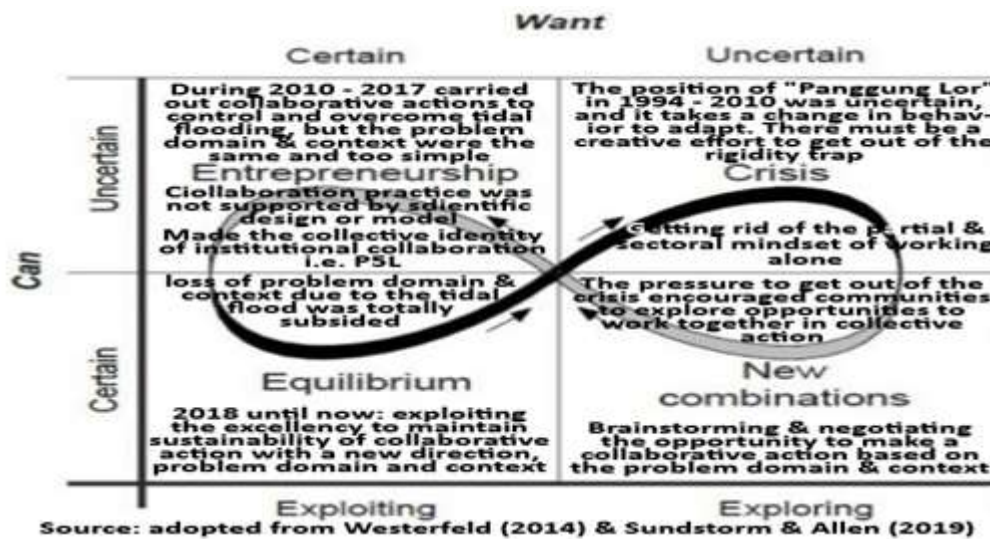 Want
Certain
Uncertain
Can
Uncertain
Certain
During 2010 - 2017 carried
out collaborative actions to
control and overcome tidal
flooding, but the problem
domain & context were the
same and too simple
Entrepreneurship
Ciollaboration practice was
not supported by sdientific
design or model
Made the collective identity
of institutional collaboration
i.e. P5L
The position of "Panggung Lor"
in 1994 - 2010 was uncertain,
and it takes a change in behav-
ior to adapt. There must be a
creative effort to get out of the
rigidity trap
Crisis
Getting rid of the p rtial &
sectoral mindset of working
alone
loss of problem domain &
context due to the tidal
flood was totally
subsided
Equilibrium
2018 until now: exploiting
the excellency to maintain
sustainability of collaborative
action with a new direction,
problem domain and context
The pressure to get out of the
crisis encouraged communities
to explore opportunities to
work together in collective
action
New
combinations
Brainstorming & negotiating
the opportunity to make a
collaborative action based on
the problem domain & context
Exploiting
Exploring
Source: adopted from Westerfeld (2014) & Sundstorm & Allen (2019)